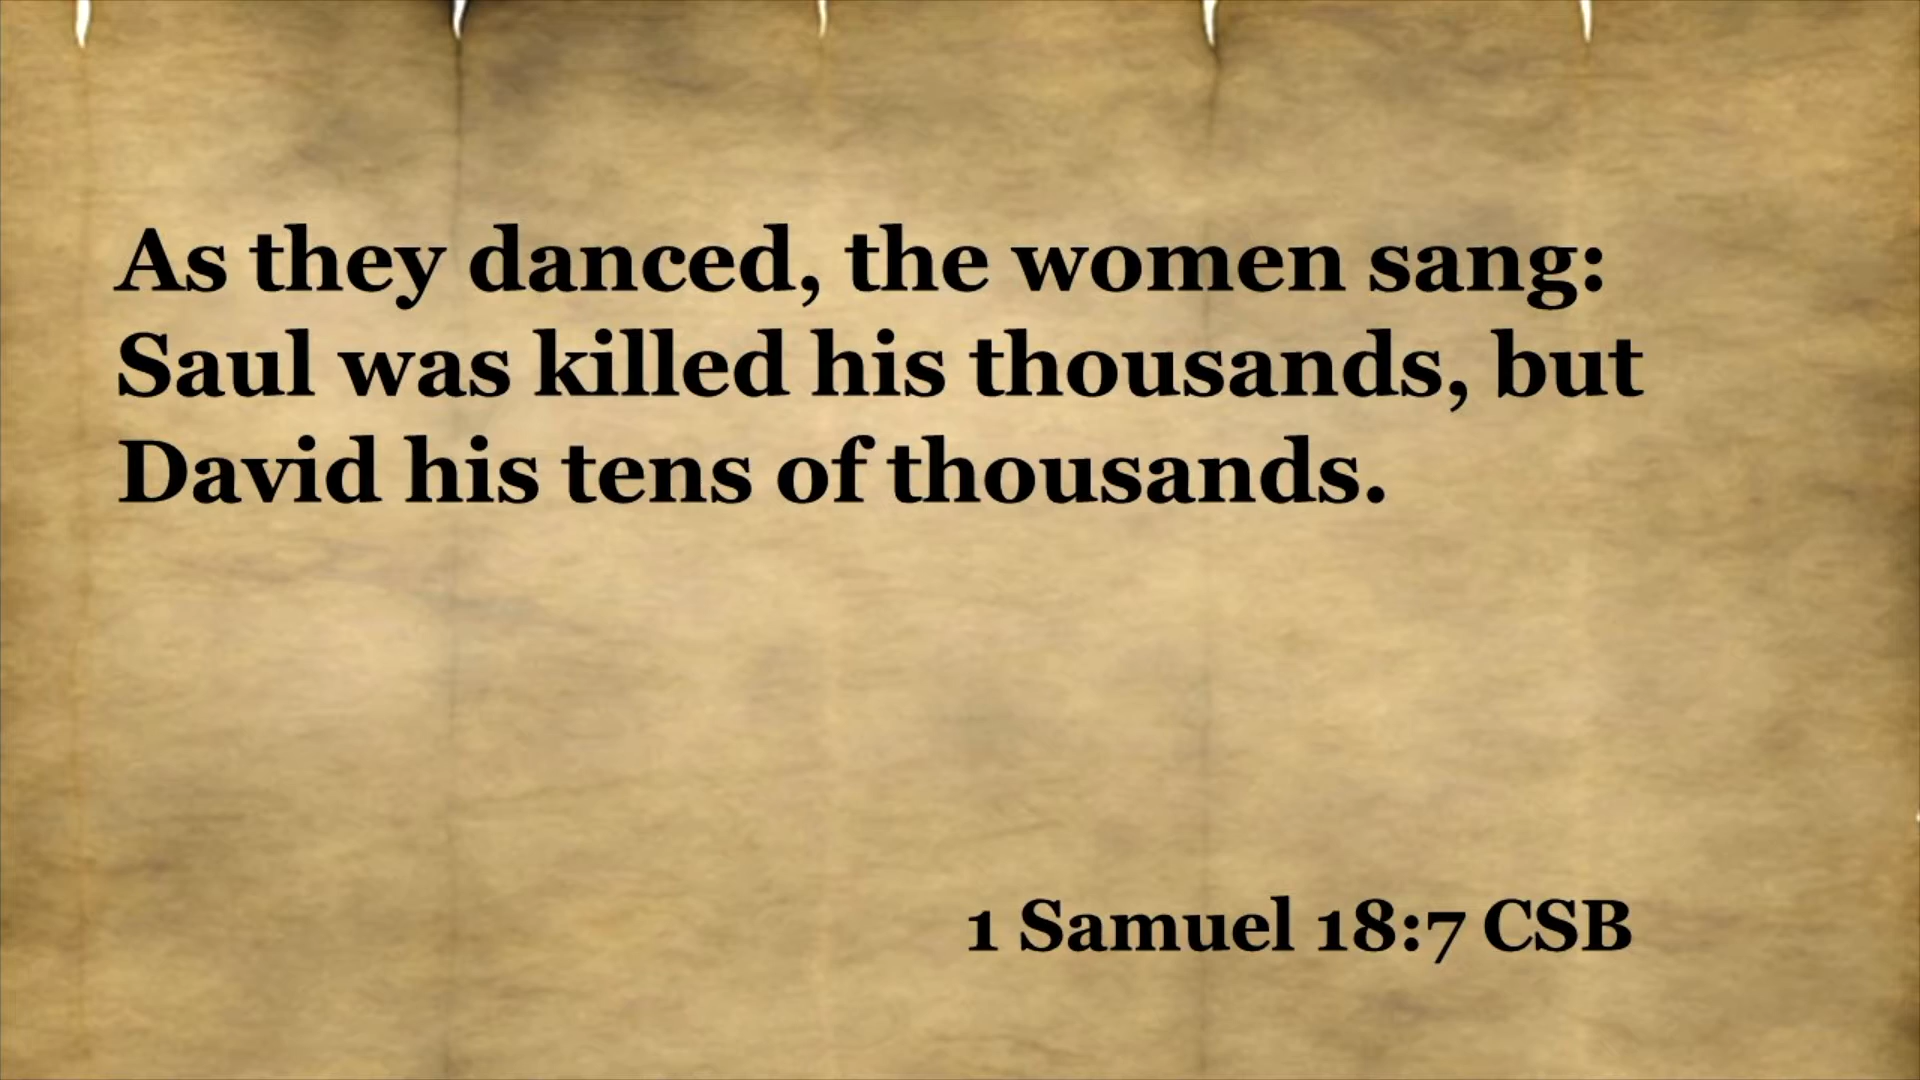 As they danced, the women sang:
Saul was killed his thousands, but
David his tens of thousands.
1 Samuel 18:7 CSB